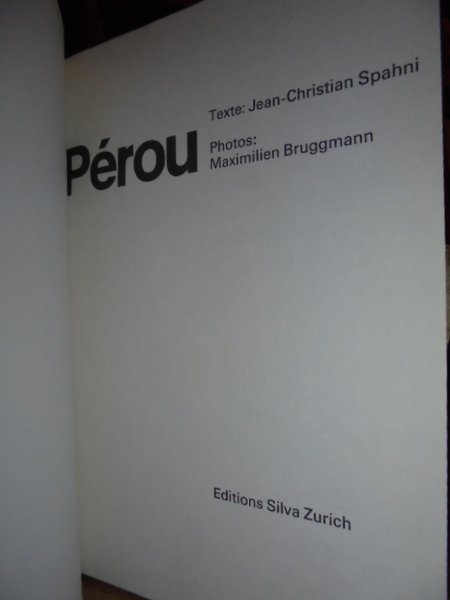 Texte: Jean-Christian Spahni
Pérou
Photos:
Maximilien Bruggmann
Editions Silva Zurich